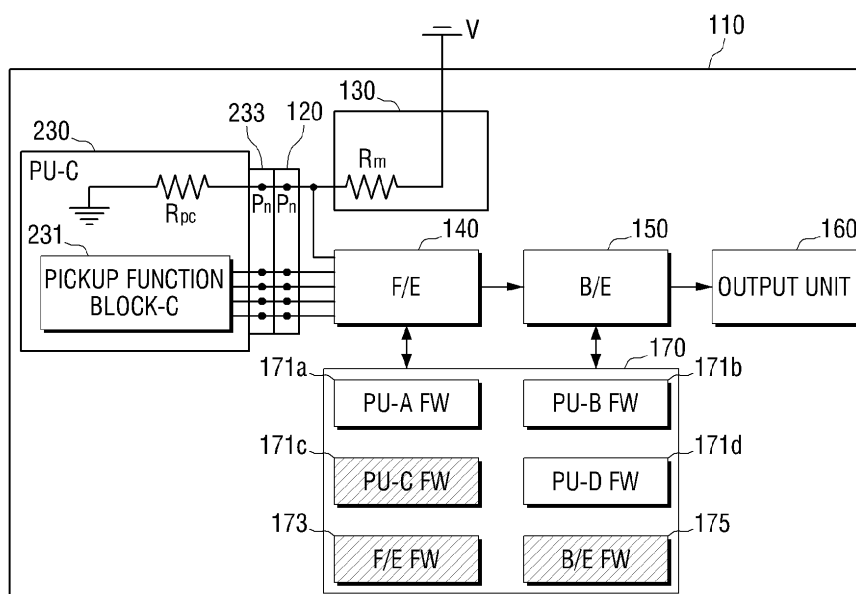 V
110
130
233 120
230
PU-C
Rm
Pn Pn
Rpc
231
140
150
160
PICKUP FUNCTION
BLOCK-C
F/E
B/E
OUTPUT UNIT
170
171a
171b
PU-A FW
PU-B FW
171c
171d
PU-C FW
PU-D FW
173
175
F/E FW
B/E FW